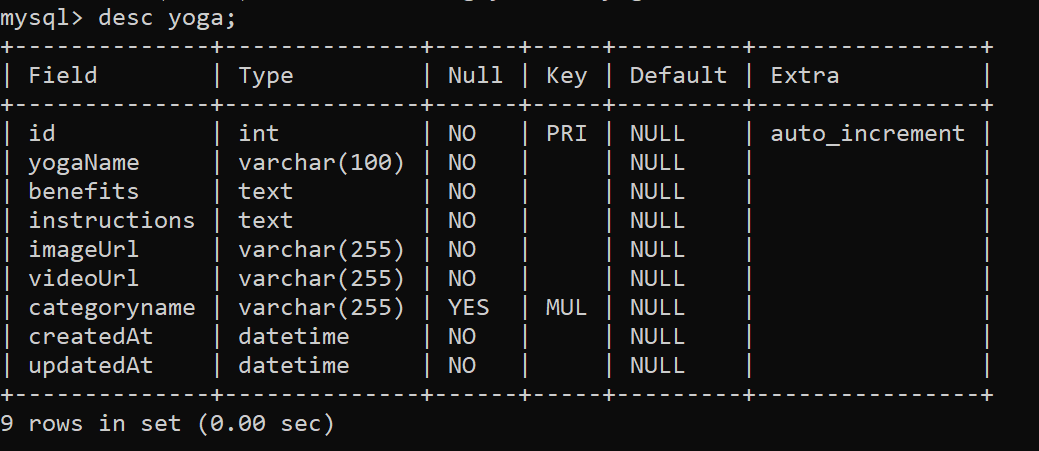 mysql> desc yoga;
+--------------+--------------+------+-----+---------+----------------+
| Field        | Type         | Null | Key | Default | Extra          |
+--------------+--------------+------+-----+---------+----------------+
| id           | int          | NO   | PRI | NULL    | auto_increment |
| yogaName     | varchar(100) | NO   |     | NULL    |                |
| benefits     | text         | NO   |     | NULL    |                |
| instructions | text         | NO   |     | NULL    |                |
| imageUrl     | varchar(255) | NO   |     | NULL    |                |
| videoUrl     | varchar(255) | NO   |     | NULL    |                |
| categoryname | varchar(255) | YES  | MUL | NULL    |                |
| createdAt    | datetime     | NO   |     | NULL    |                |
| updatedAt    | datetime     | NO   |     | NULL    |                |
+--------------+--------------+------+-----+---------+----------------+
9 rows in set (0.00 sec)